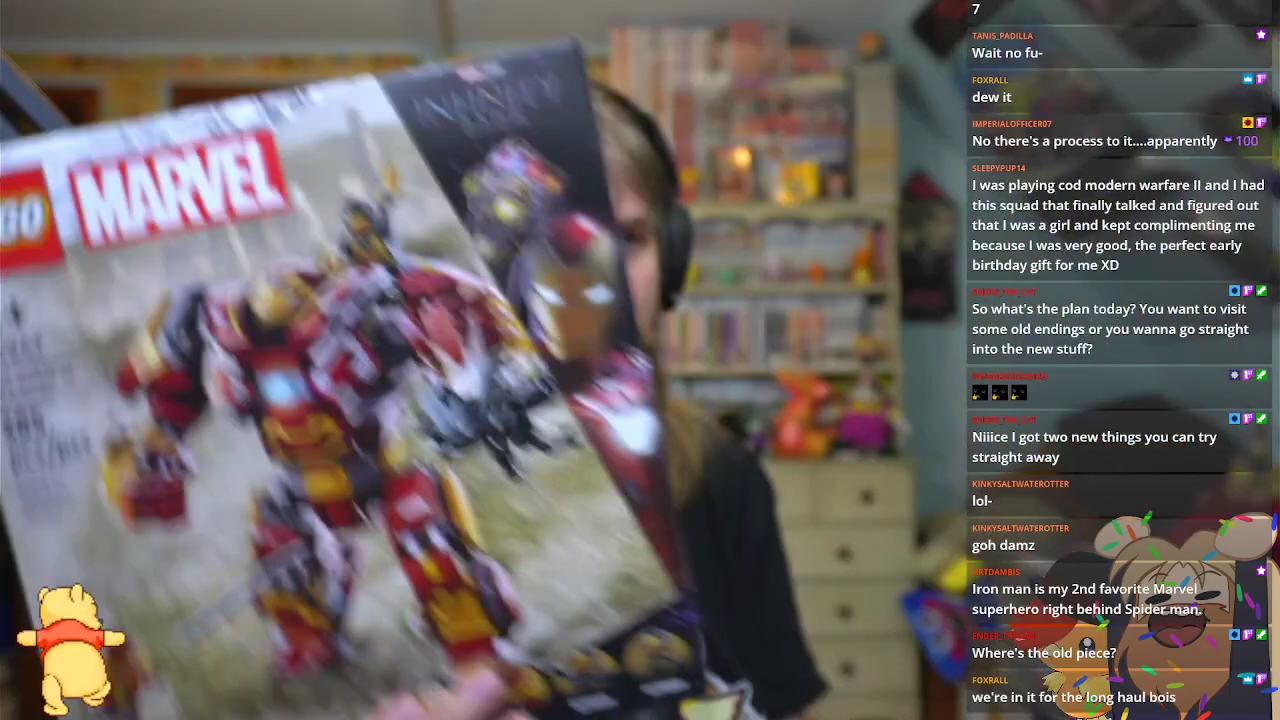 GO
MARVEL
INFINITY
SAGA
7
TANIS_PADILLA
Wait no fu-
FOXRALL
dew it
IMPERIALOFFICER07
No there's a process to it....apparently 100
SLEEPYPUP14
I was playing cod modern warfare II and I had
this squad that finally talked and figured out
that I was a girl and kept complimenting me
because I was very good, the perfect early
birthday gift for me XD
So what's the plan today? You want to visit
some old endings or you wanna go straight
into the new stuff?
Niiice I got two new things you can try
straight away
KINKYSALTWATEROTTER
lol-
KINKYSALTWATEROTTER
goh damz
Iron man is my 2nd favorite Marvel
superhero right behind Spider man.
Where's the old piece?
FOXRALL
we're in it for the long haul bois